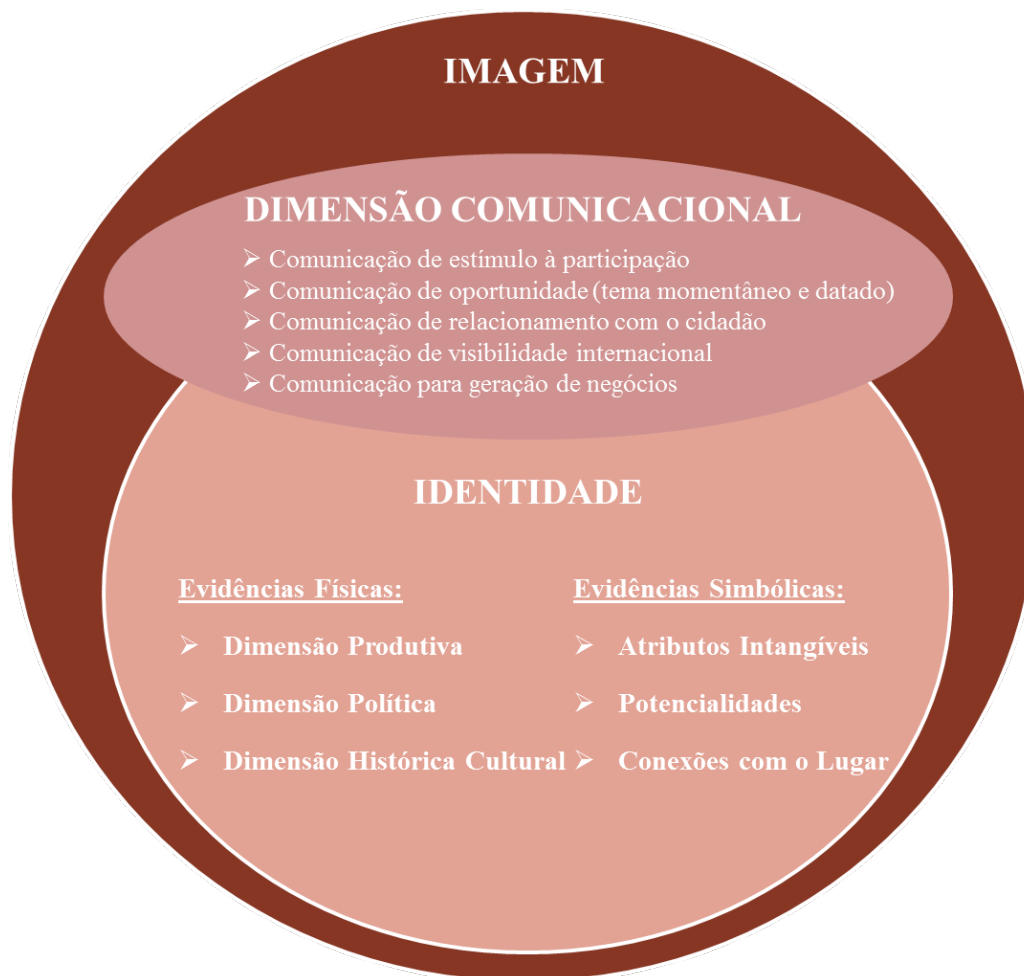 IMAGEM
DIMENSÃO COMUNICACIONAL
➢ Comunicação de estímulo à participação
➢ Comunicação de oportunidade (tema momentâneo e datado)
➢ Comunicação de relacionamento com o cidadão
➢ Comunicação de visibilidade internacional
➢ Comunicação para geração de negócios
IDENTIDADE
Evidências Físicas:
➢ Dimensão Produtiva
➢ Dimensão Política
➢ Dimensão Histórica Cultural
Evidências Simbólicas:
➢ Atributos Intangíveis
➢ Potencialidades
➢ Conexões com o Lugar